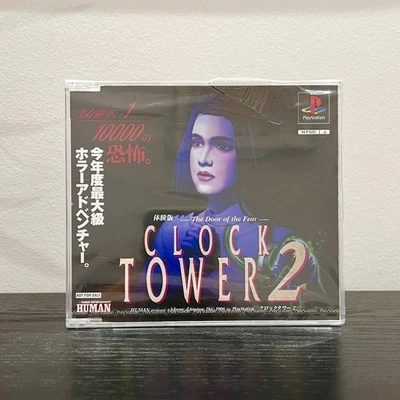 1
10000の
恐怖。
今年度最大級
ホラーアドベンチャー。
PlayStation
NTSC J
体験版
The Door of the Fear
CLOCK
TOWER 2
NOT FOR SALE
HUMAN